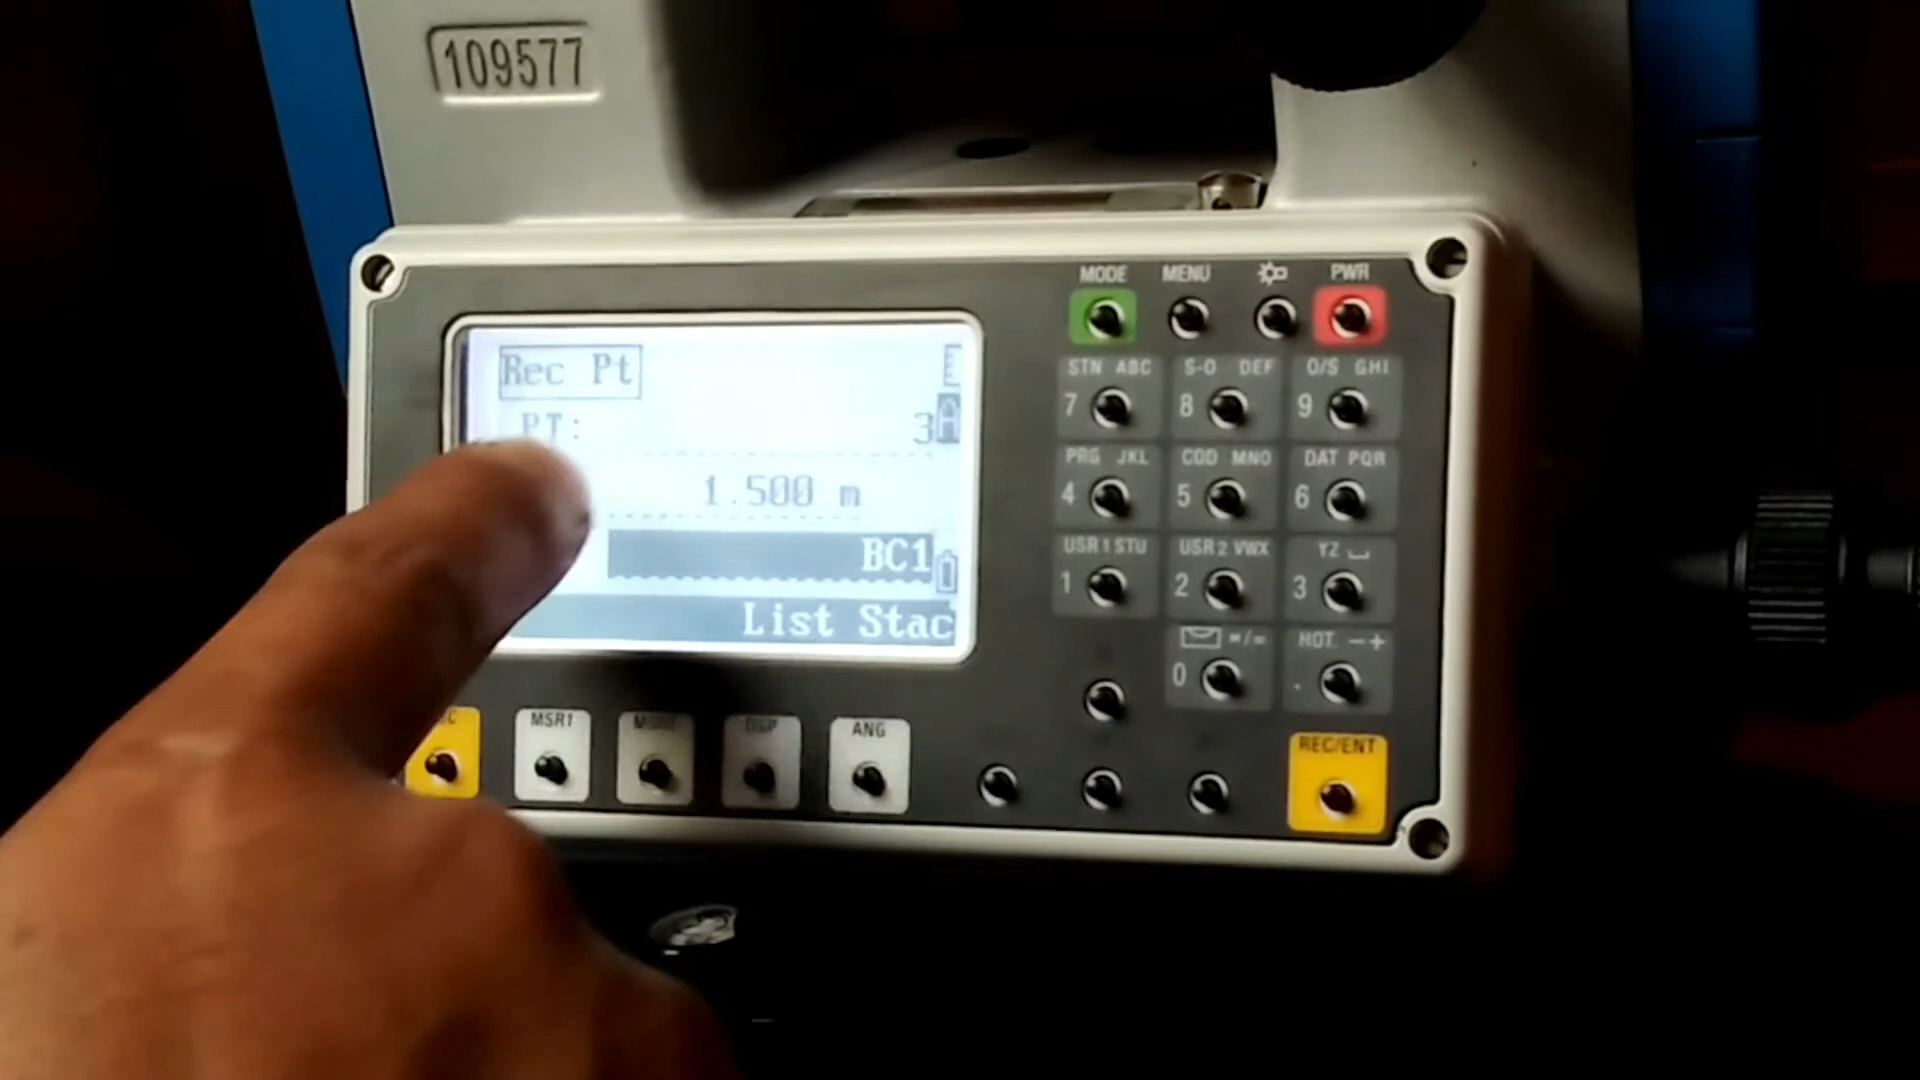 109577
MODE MENU PWR
Rec Pt
PT: 3
1.500 m
BC1
List Stac
STN ABC S-O DEF O/S GHI
7 8 9
PRG JKL COD MNO DAT PQR
4 5 6
USR1 STU USR2 VWX YZ
1 2 3
*/= HOT. -+
0 .
MSR1 DSP ANG REC/ENT